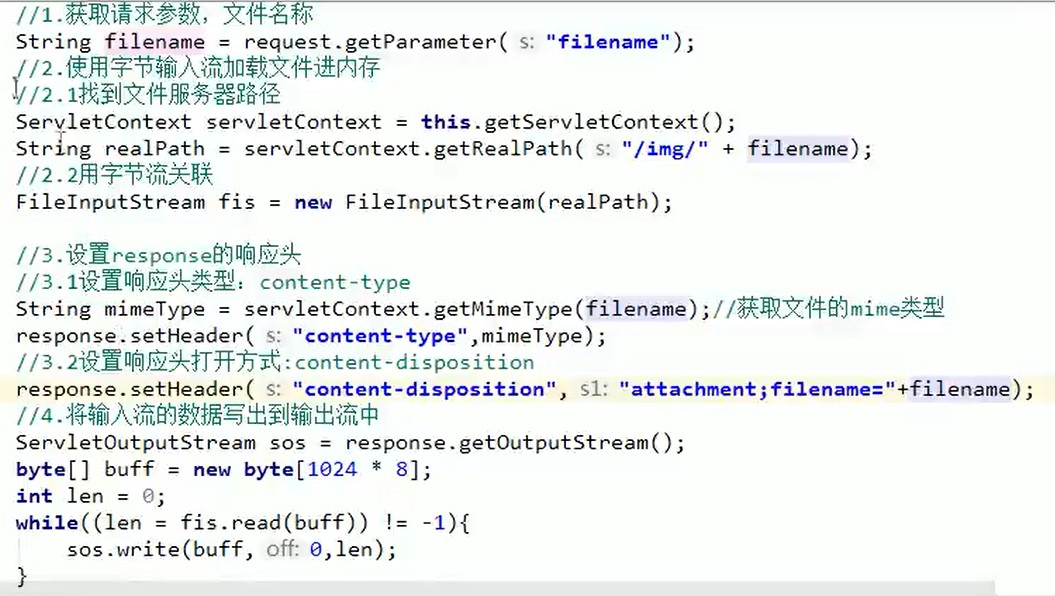 //1.获取请求参数，文件名称
String filename = request.getParameter( s: "filename");
//2.使用字节输入流加载文件进内存
//2.1找到文件服务器路径
ServletContext servletContext = this.getServletContext();
String realPath = servletContext.getRealPath( s: "/img/" + filename);
//2.2用字节流关联
FileInputStream fis = new FileInputStream(realPath);
//3.设置response的响应头
//3.1设置响应头类型：content-type
String mimeType = servletContext.getMimeType(filename);//获取文件的mime类型
response.setHeader( s: "content-type",mimeType);
//3.2设置响应头打开方式:content-disposition
response.setHeader( s: "content-disposition", s1: "attachment;filename="+filename);
//4.将输入流的数据写出到输出流中
ServletOutputStream sos = response.getOutputStream();
byte[] buff = new byte[1024 * 8];
int len = 0;
while((len = fis.read(buff)) != -1){
sos.write(buff, off: 0,len);
}